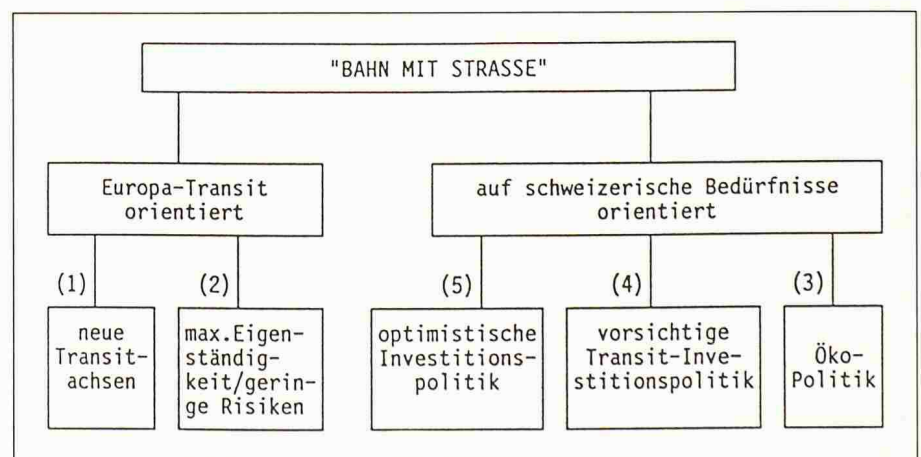 "BAHN MIT STRASSE"
Europa-Transit
orientiert
auf schweizerische Bedürfnisse
orientiert
(1)
(2)
(5)
(4)
(3)
neue
Transit-
achsen
max.Eigen-
ständig-
keit/gerin-
ge Risiken
optimistische
Investitions-
politik
vorsichtige
Transit-Inve-
stitionspolitik
Öko-
Politik